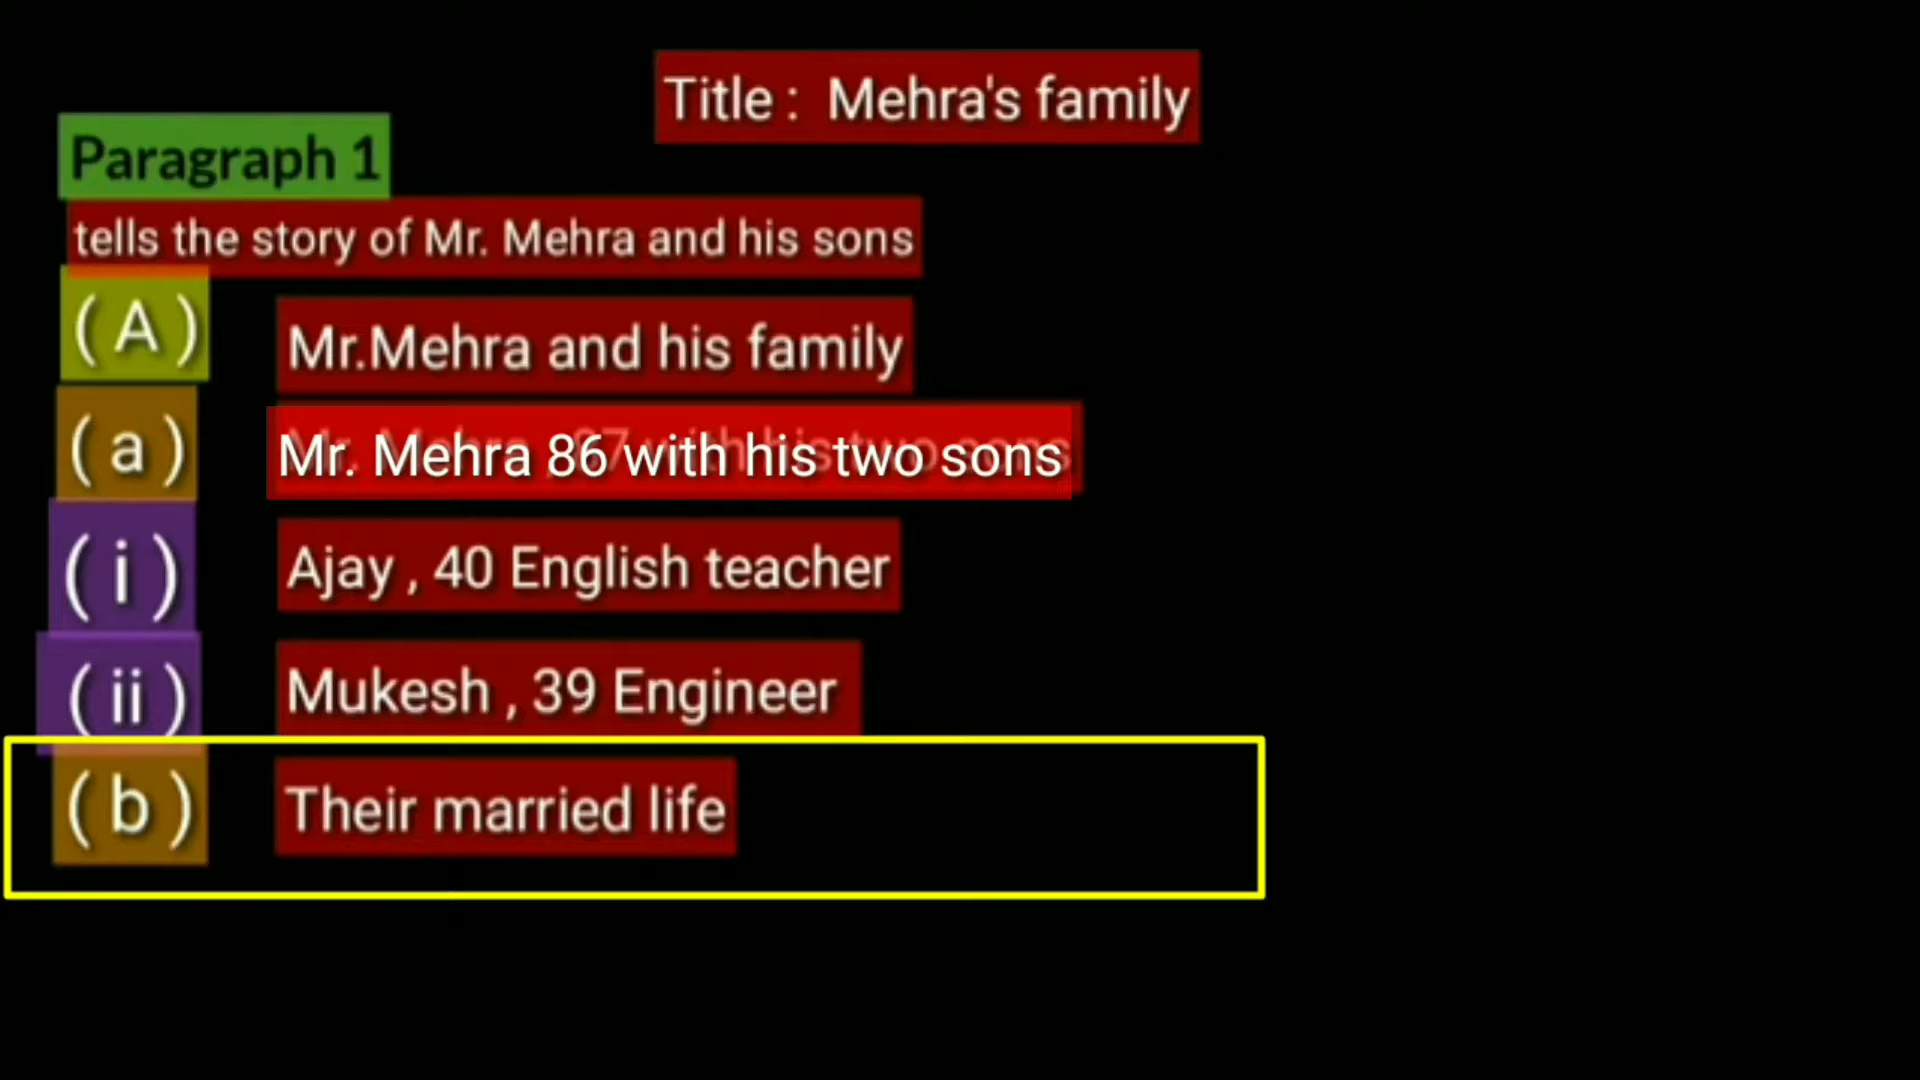 Title : Mehra's family
Paragraph 1
tells the story of Mr. Mehra and his sons
( A ) Mr.Mehra and his family
( a ) Mr. Mehra 86 with his two sons
( i ) Ajay , 40 English teacher
( ii ) Mukesh , 39 Engineer
( b ) Their married life